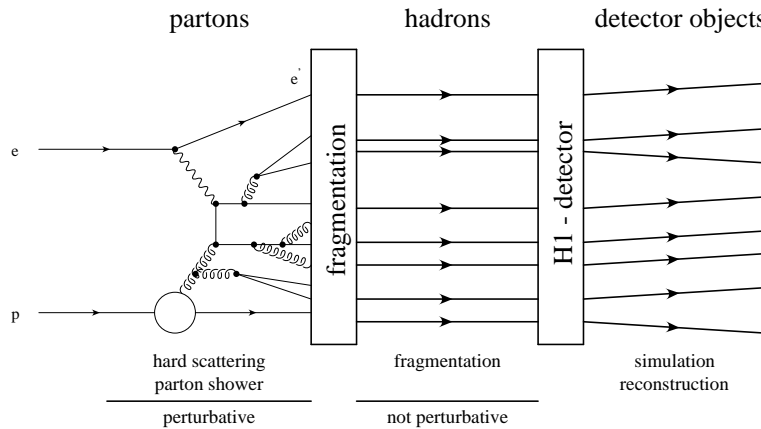 partons
hadrons
detector objects
e'
e
p
fragmentation
H1 - detector
hard scattering
parton shower
fragmentation
simulation
reconstruction
perturbative
not perturbative